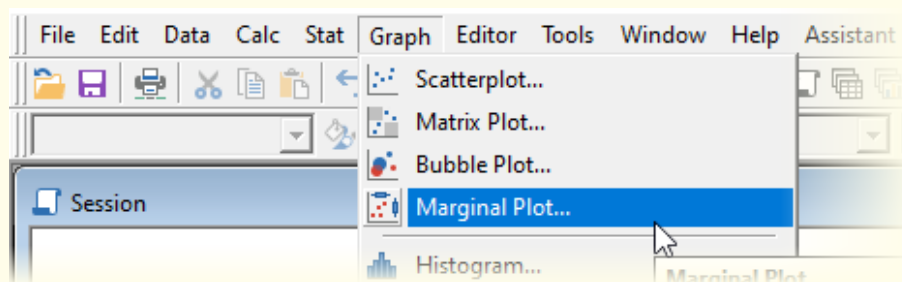 File Edit Data Calc Stat Graph Editor Tools Window Help Assistant
Scatterplot...
Matrix Plot...
Bubble Plot...
Session
Marginal Plot...
Histogram...
Marginal Plot